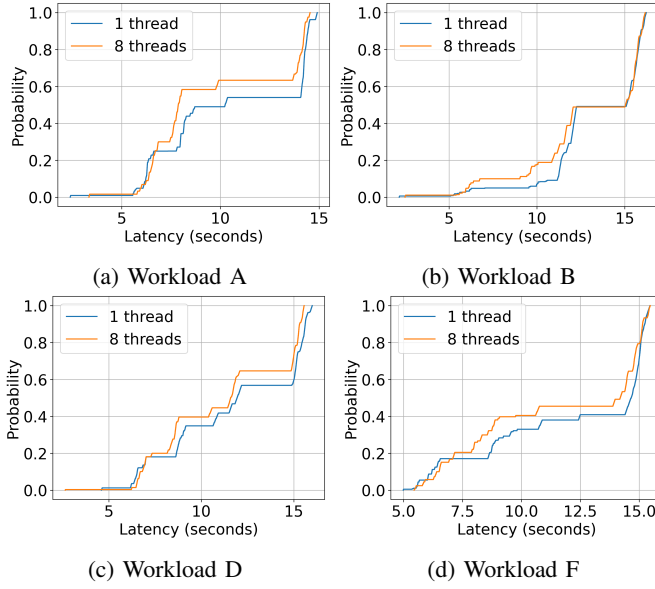 1.0
0.8
0.6
0.4
0.2
0.0
Probability
1 thread
8 threads
5 10 15
Latency (seconds)
(a) Workload A
1.0
0.8
0.6
0.4
0.2
0.0
Probability
1 thread
8 threads
5 10 15
Latency (seconds)
(b) Workload B
1.0
0.8
0.6
0.4
0.2
0.0
Probability
1 thread
8 threads
5 10 15
Latency (seconds)
(c) Workload D
1.0
0.8
0.6
0.4
0.2
0.0
Probability
1 thread
8 threads
5.0 7.5 10.0 12.5 15.0
Latency (seconds)
(d) Workload F